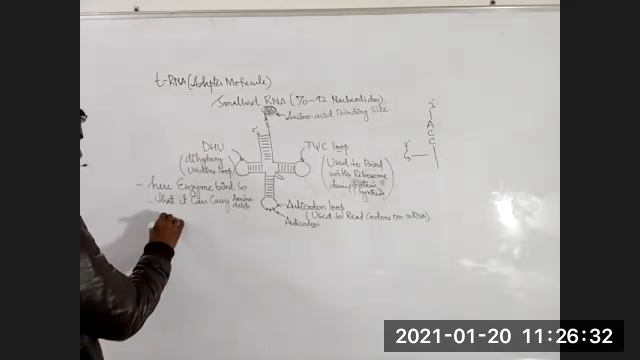 t-RNA (Adapter Molecule)
Smallest RNA (70-92 Nucleotides)
Amino acid Binding Site
3'
A
C
C
5'
G
5'
DHU
(dihydroxy
Uridine loop)
TΨC loop
(Used to Bind
with Ribosome
during Protein
Synthesis)
- here Enzyme bind. so
- that it Can Carry Amino
acids
Anticodon loop
(Used to Read Codons on mRNA)
Anticodon
2021-01-20 11:26:32